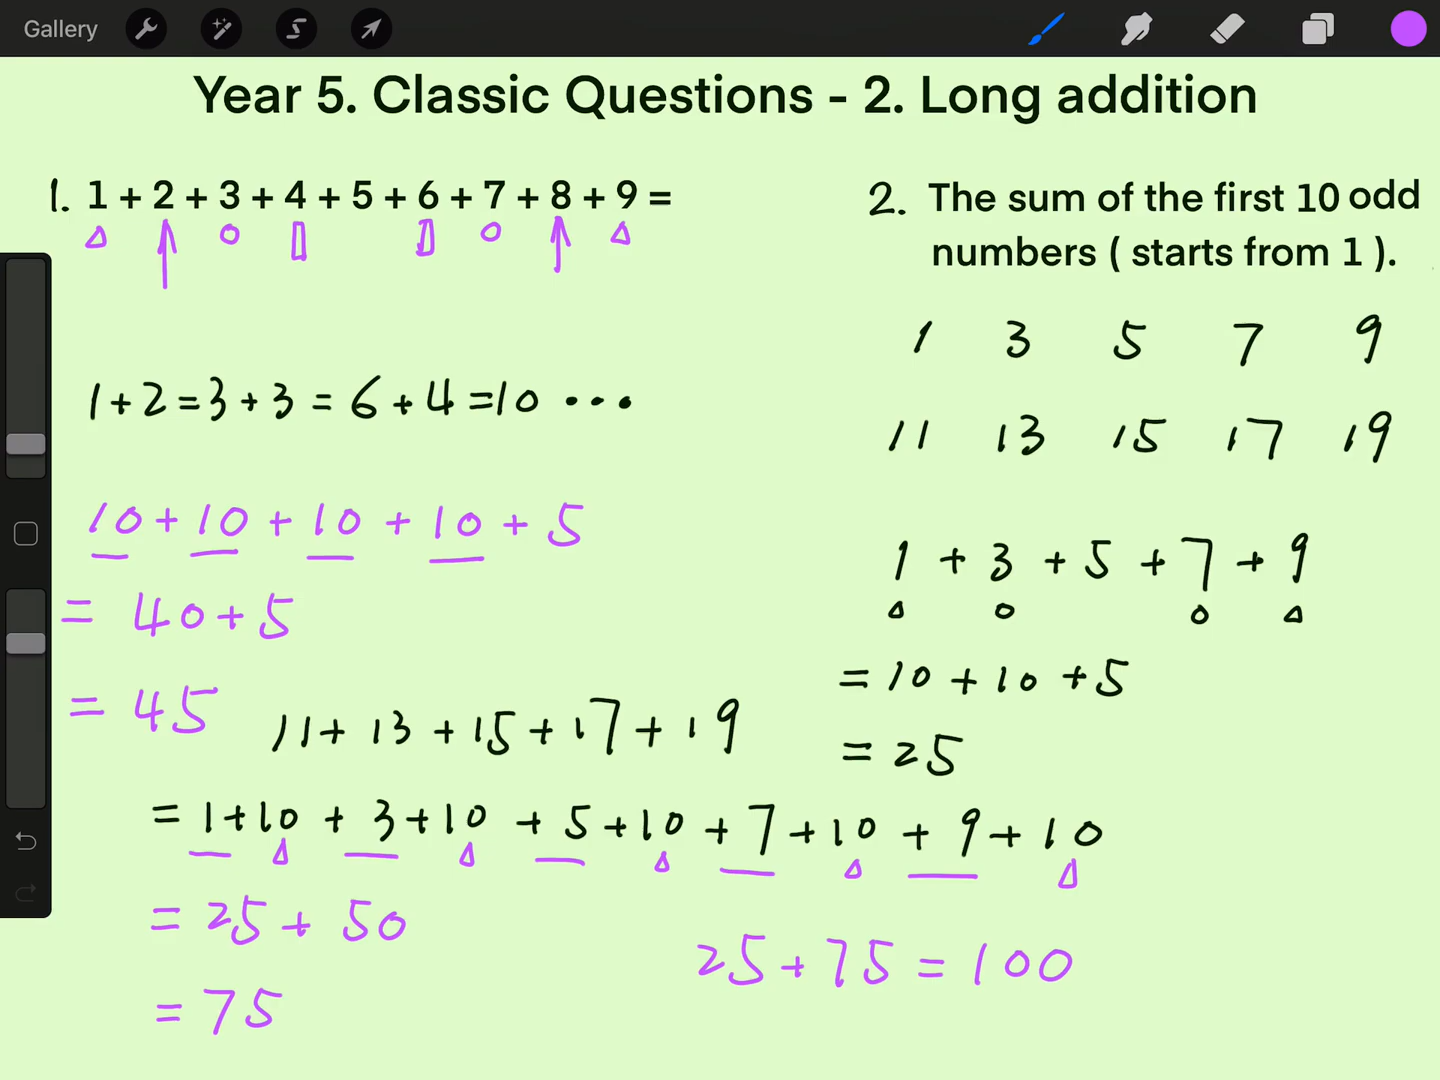 Gallery
Year 5. Classic Questions - 2. Long addition
1. 1 + 2 + 3 + 4 + 5 + 6 + 7 + 8 + 9 =
1+2=3+3=6+4=10 •••
10+10+10+10+5
= 40+5
= 45
2. The sum of the first 10 odd
numbers ( starts from 1 ).
1 3 5 7 9
11 13 15 17 19
1 + 3 + 5 + 7 + 9
= 10 + 10 + 5
= 25
11+ 13 + 15 + 17 + 19
= 1+10 + 3+10 + 5+10 + 7+10 + 9+10
= 25 + 50
= 75
25 + 75 = 100